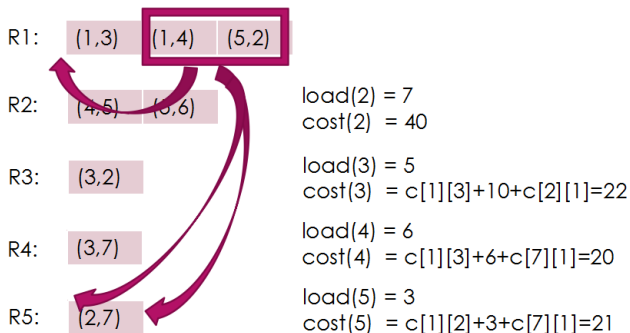 R1: (1,3) (1,4) (5,2)
R2: (4,5)
load(2) = 7
cost(2) = 40
R3: (3,2)
load(3) = 5
cost(3) = c[1][3]+10+c[2][1]=22
R4: (3,7)
load(4) = 6
cost(4) = c[1][3]+6+c[7][1]=20
R5: (2,7)
load(5) = 3
cost(5) = c[1][2]+3+c[7][1]=21